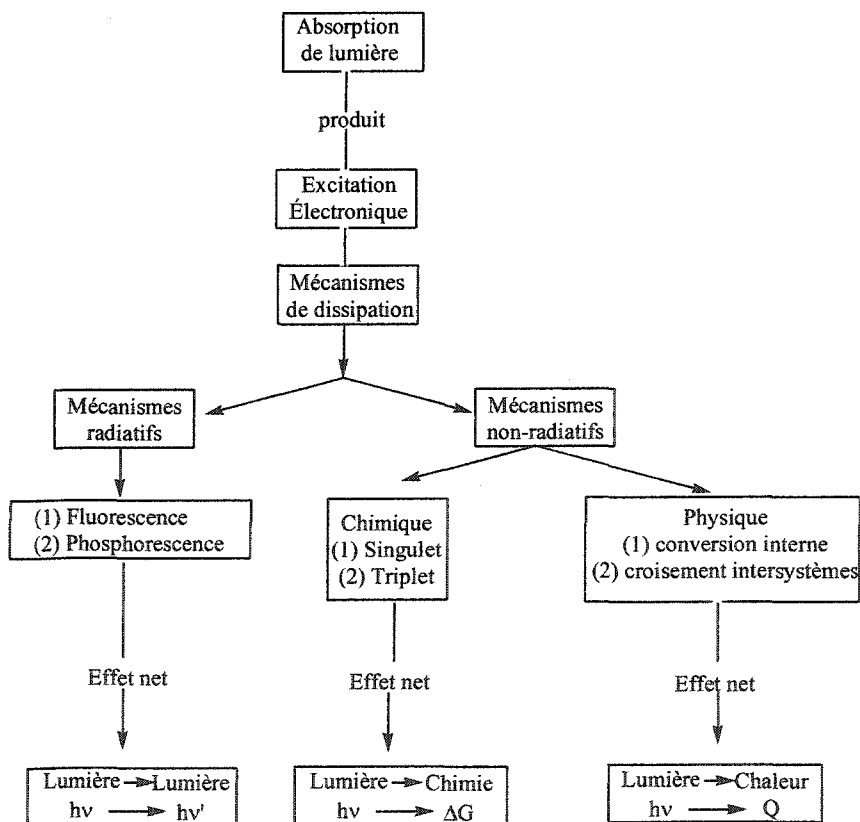 Absorption
de lumière
produit
Excitation
Électronique
Mécanismes
de dissipation
Mécanismes
radiatifs
Mécanismes
non-radiatifs
(1) Fluorescence
(2) Phosphorescence
Chimique
(1) Singulet
(2) Triplet
Physique
(1) conversion interne
(2) croisement intersystèmes
Effet net
Effet net
Effet net
Lumière → Lumière
hν → hν'
Lumière → Chimie
hν → ΔG
Lumière → Chaleur
hν → Q